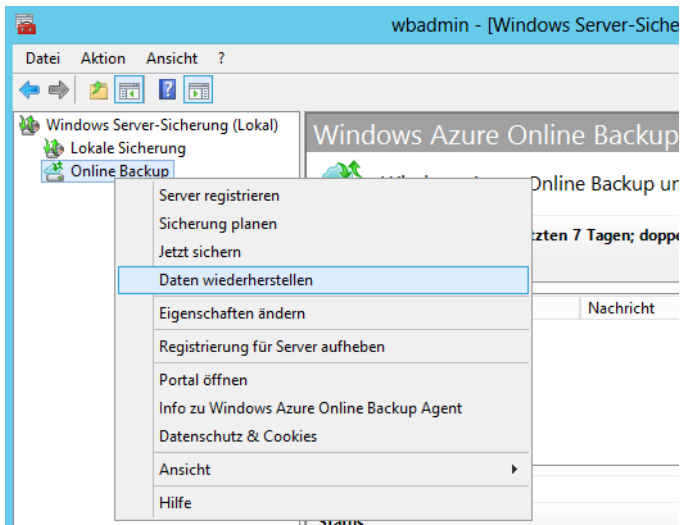 wbadmin - [Windows Server-Siche
Datei Aktion Ansicht ?
Windows Server-Sicherung (Lokal)
Lokale Sicherung
Online Backup
Windows Azure Online Backup
Online Backup un
Server registrieren
Sicherung planen
Jetzt sichern
tzten 7 Tagen; doppe
Daten wiederherstellen
Eigenschaften ändern
Nachricht
Registrierung für Server aufheben
Portal öffnen
Info zu Windows Azure Online Backup Agent
Datenschutz & Cookies
Ansicht
Hilfe